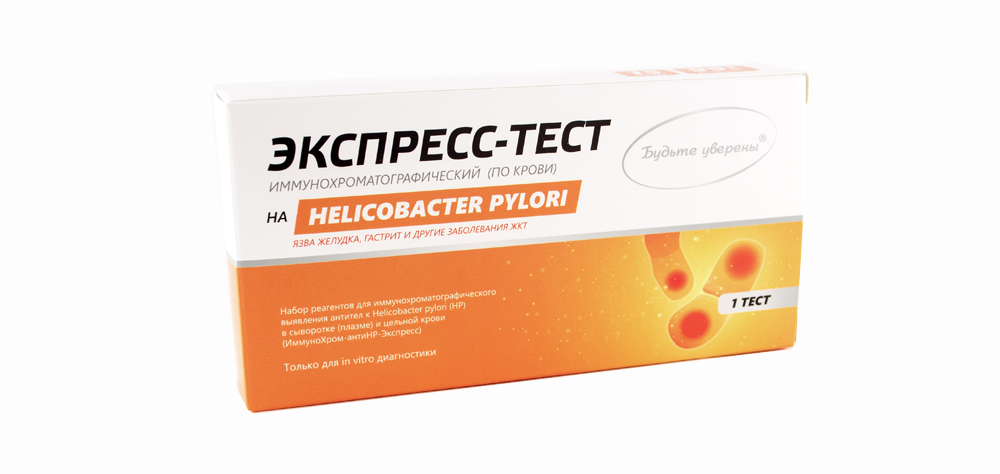 ЭКСПРЕСС-ТЕСТ
ИММУНОХРОМАТОГРАФИЧЕСКИЙ (ПО КРОВИ)
НА HELICOBACTER PYLORI
ЯЗВА ЖЕЛУДКА, ГАСТРИТ И ДРУГИЕ ЗАБОЛЕВАНИЯ ЖКТ
Будьте уверены®
1 ТЕСТ
Набор реагентов для иммунохроматографического
выявления антител к Helicobacter pylori (HP)
в сыворотке (плазме) и цельной крови
(ИммуноХром-антиНР-Экспресс)
Только для in vitro диагностики